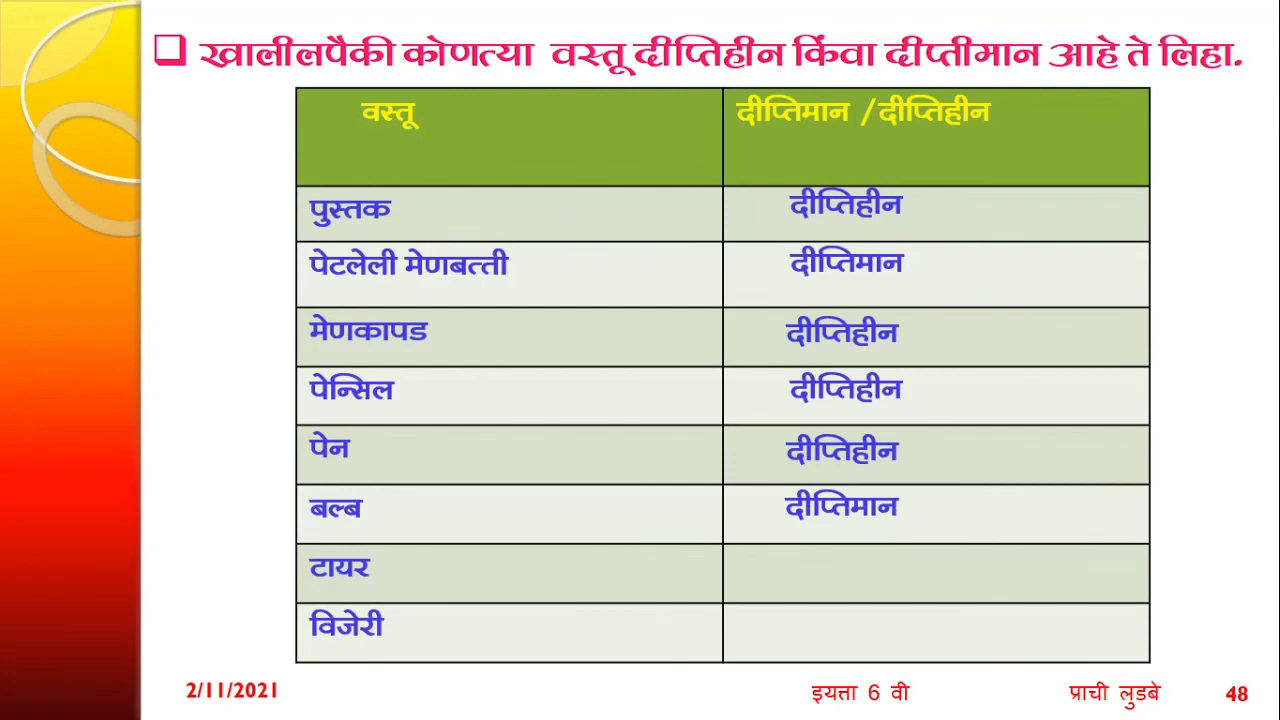 ❑ खालीलपैकी कोणत्या वस्तू दीप्तिहीन किंवा दीप्तीमान आहे ते लिहा.
वस्तू दीप्तिमान /दीप्तिहीन
पुस्तक दीप्तिहीन
पेटलेली मेणबत्ती दीप्तिमान
मेणकापड दीप्तिहीन
पेन्सिल दीप्तिहीन
पेन दीप्तिहीन
बल्ब दीप्तिमान
टायर
विजेरी
2/11/2021 इयत्ता 6 वी प्राची लुडबे 48